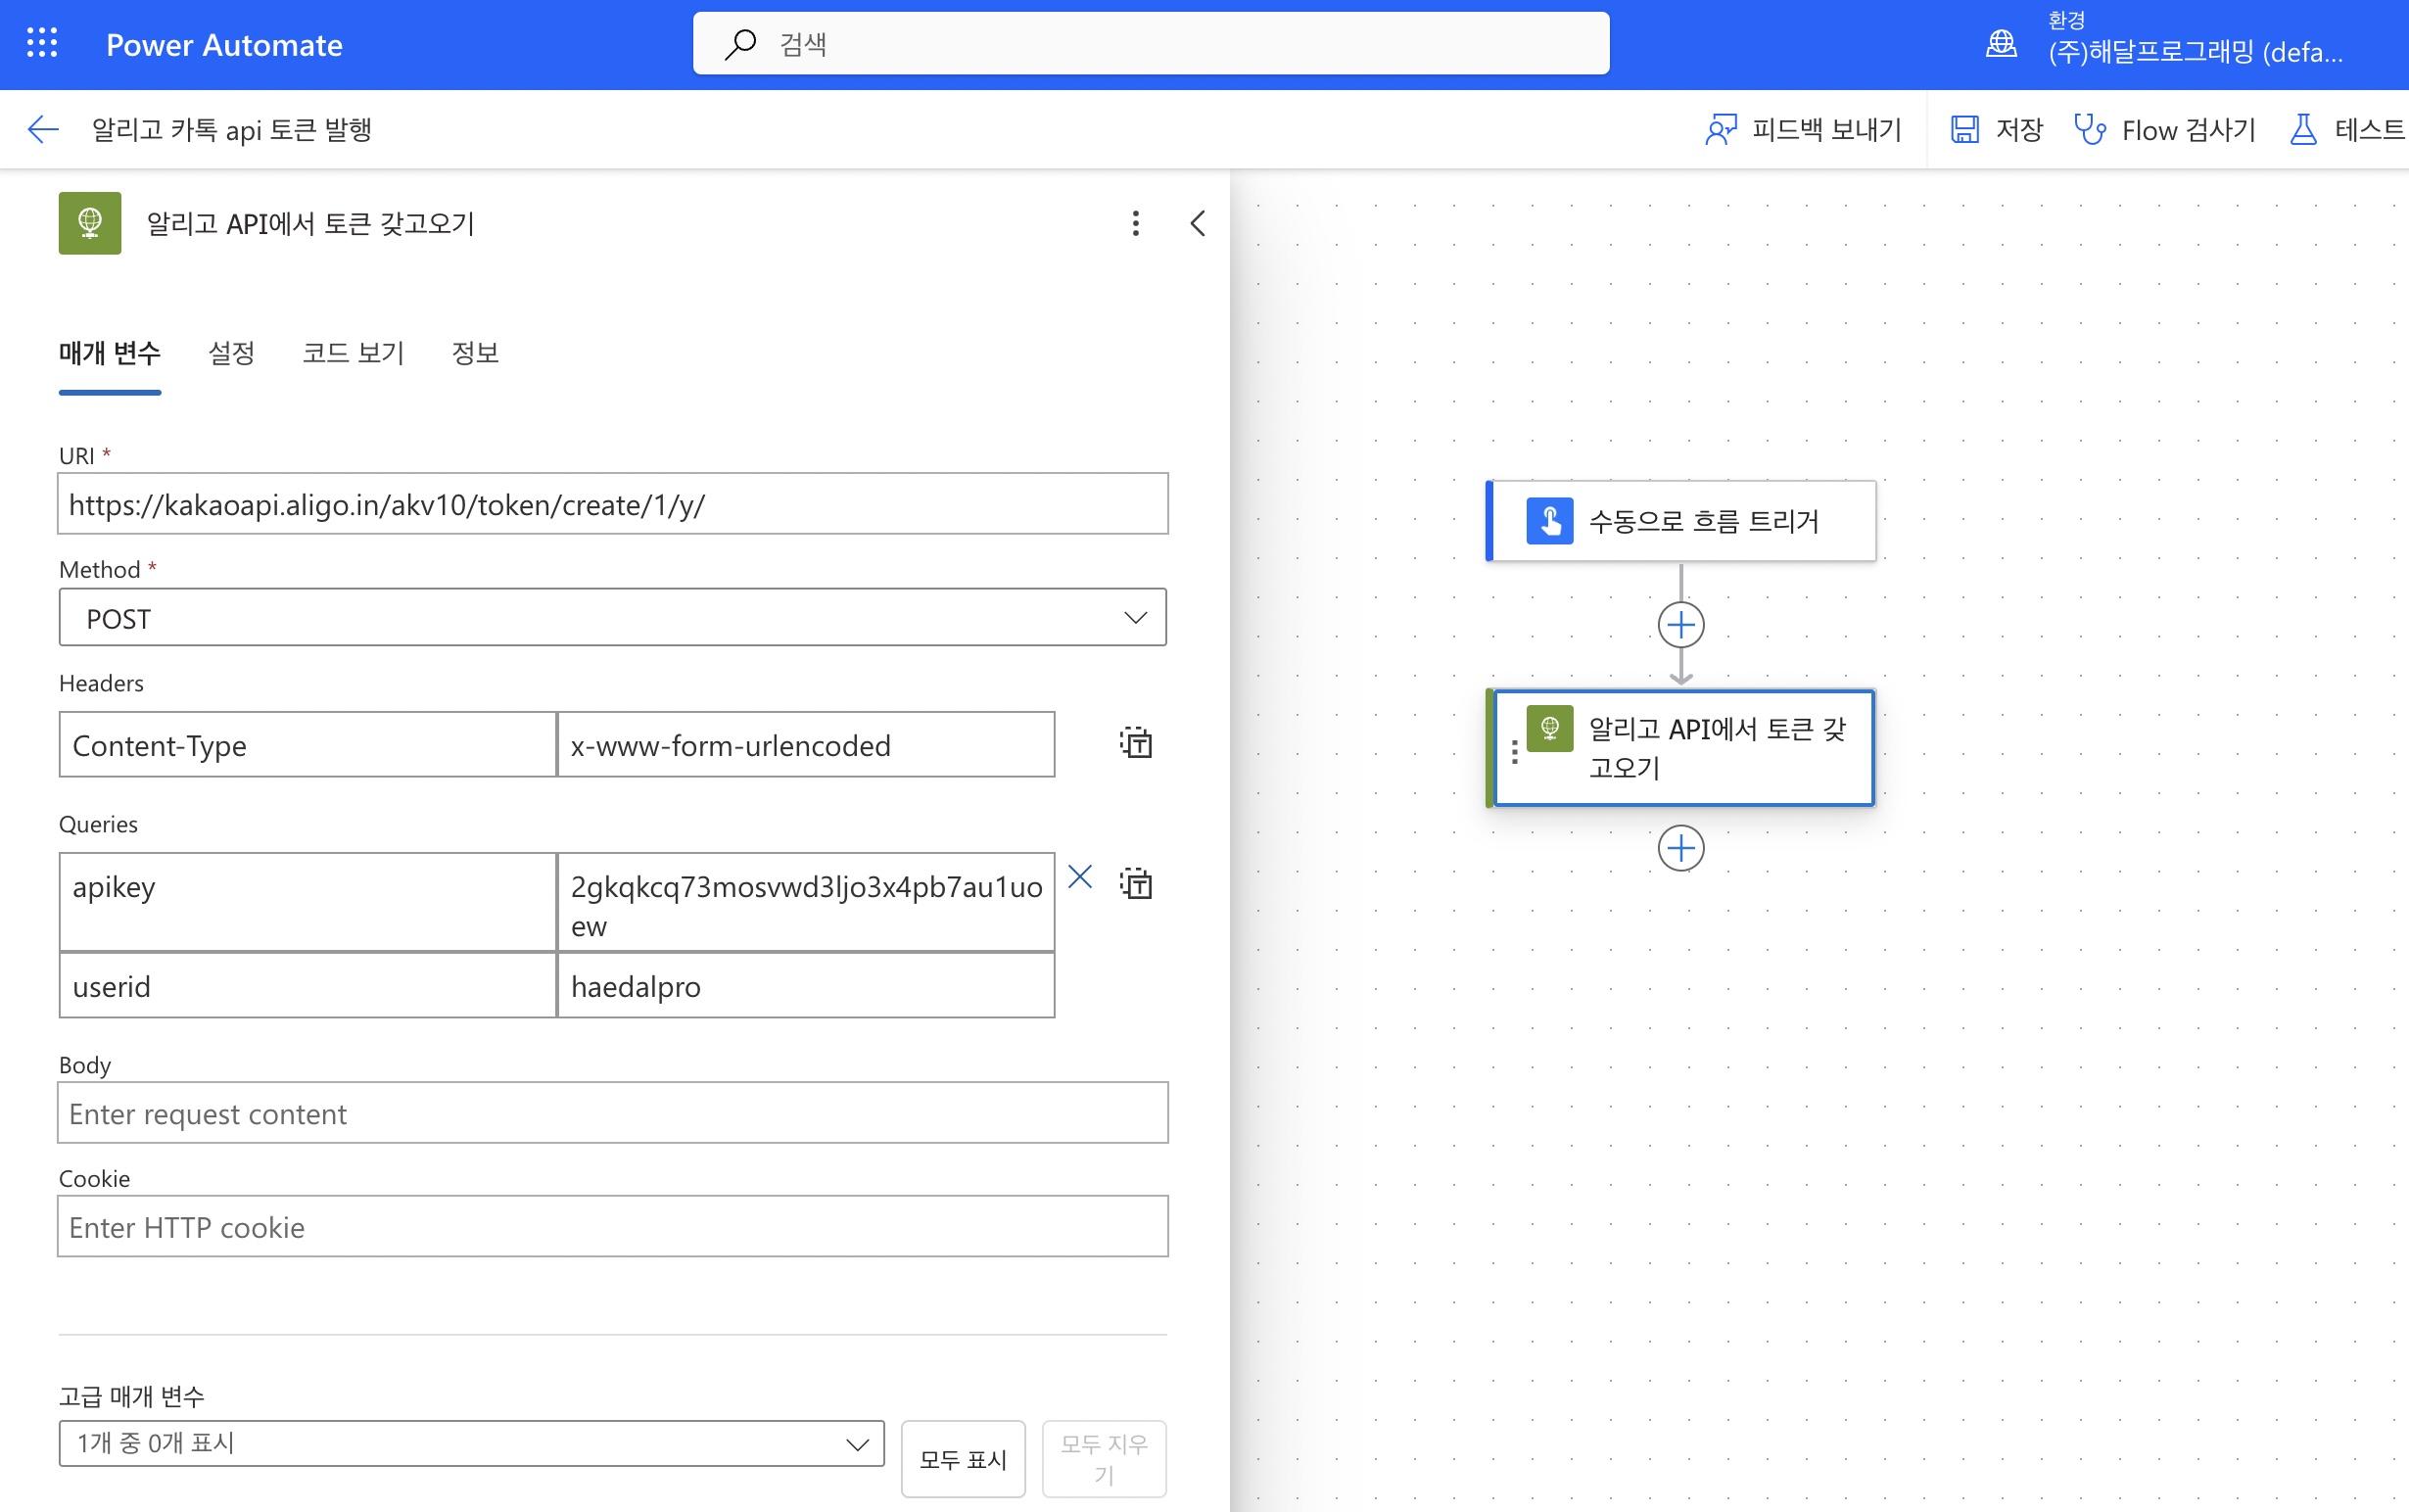 Power Automate
검색
환경
(주)해달프로그래밍 (defa...
알리고 카톡 api 토큰 발행
피드백 보내기
저장
Flow 검사기
테스트
알리고 API에서 토큰 갖고오기
매개 변수
설정
코드 보기
정보
URI *
https://kakaoapi.aligo.in/akv10/token/create/1/y/
Method *
POST
Headers
Content-Type
x-www-form-urlencoded
Queries
apikey
2gkqkcq73mosvwd3ljo3x4pb7au1uo
ew
userid
haedalpro
Body
Enter request content
Cookie
Enter HTTP cookie
고급 매개 변수
1개 중 0개 표시
모두 표시
모두 지우
기
수동으로 흐름 트리거
알리고 API에서 토큰 갖
고오기